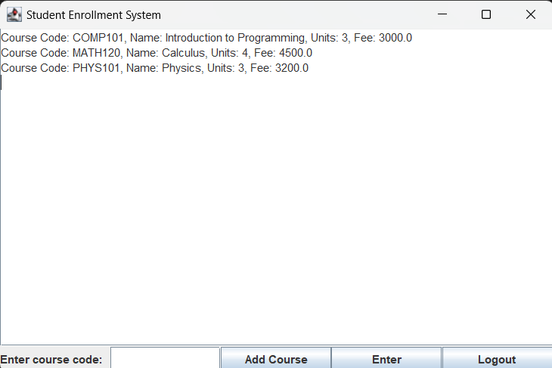 Student Enrollment System
Course Code: COMP101, Name: Introduction to Programming, Units: 3, Fee: 3000.0
Course Code: MATH120, Name: Calculus, Units: 4, Fee: 4500.0
Course Code: PHYS101, Name: Physics, Units: 3, Fee: 3200.0
Enter course code: Add Course Enter Logout